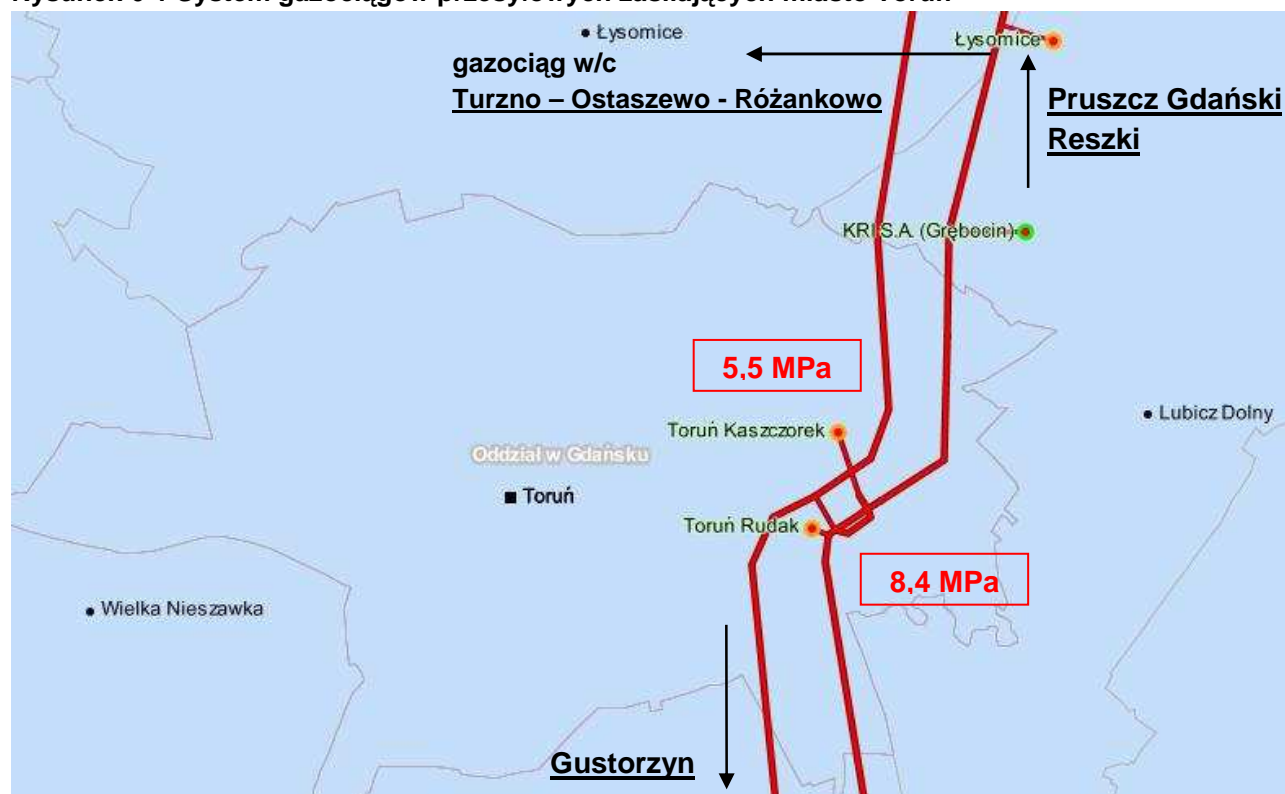 Łysomice
Łysomice
gazociąg w/c
Turzno – Ostaszewo - Różankowo
Pruszcz Gdański
Reszki
KRI S.A. (Grębocin)
5,5 MPa
Toruń Kaszczorek
Lubicz Dolny
Oddział w Gdańsku
Toruń
Toruń Rudak
8,4 MPa
Wielka Nieszawka
Gustorzyn